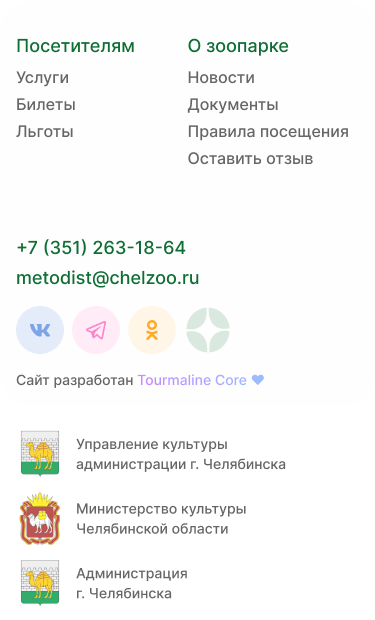 Посетителям
Услуги
Билеты
Льготы
О зоопарке
Новости
Документы
Правила посещения
Оставить отзыв
+7 (351) 263-18-64
metodist@chelzoo.ru
Сайт разработан Tourmaline Core
Управление культуры
администрации г. Челябинска
Министерство культуры
Челябинской области
Администрация
г. Челябинска